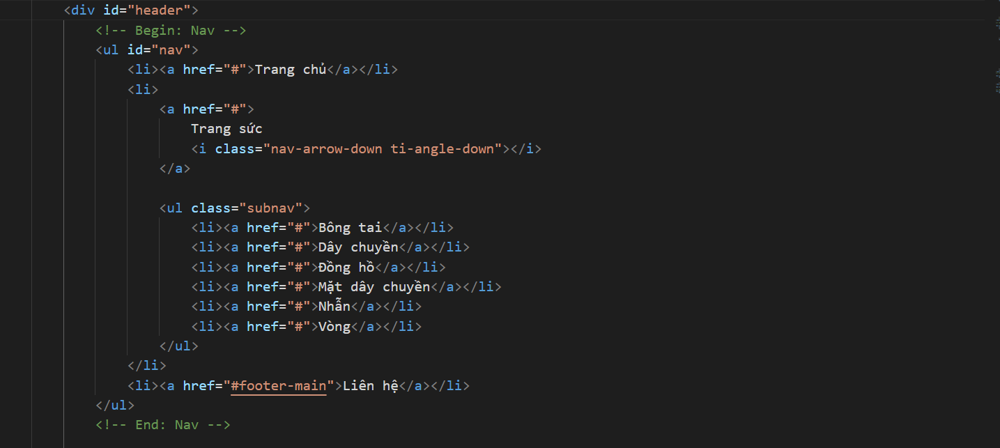 <div id="header">
<!-- Begin: Nav -->
<ul id="nav">
<li><a href="#">Trang chủ</a></li>
<li>
<a href="#">
Trang sức
<i class="nav-arrow-down ti-angle-down"></i>
</a>
<ul class="subnav">
<li><a href="#">Bông tai</a></li>
<li><a href="#">Dây chuyền</a></li>
<li><a href="#">Đồng hồ</a></li>
<li><a href="#">Mặt dây chuyền</a></li>
<li><a href="#">Nhẫn</a></li>
<li><a href="#">Vòng</a></li>
</ul>
</li>
<li><a href="#footer-main">Liên hệ</a></li>
</ul>
<!-- End: Nav -->